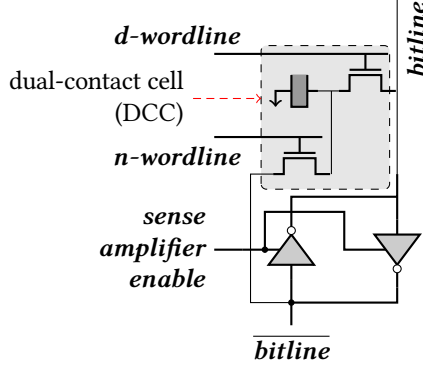 d-wordline
bitline
dual-contact cell
(DCC)
n-wordline
sense
amplifier
enable
bitline